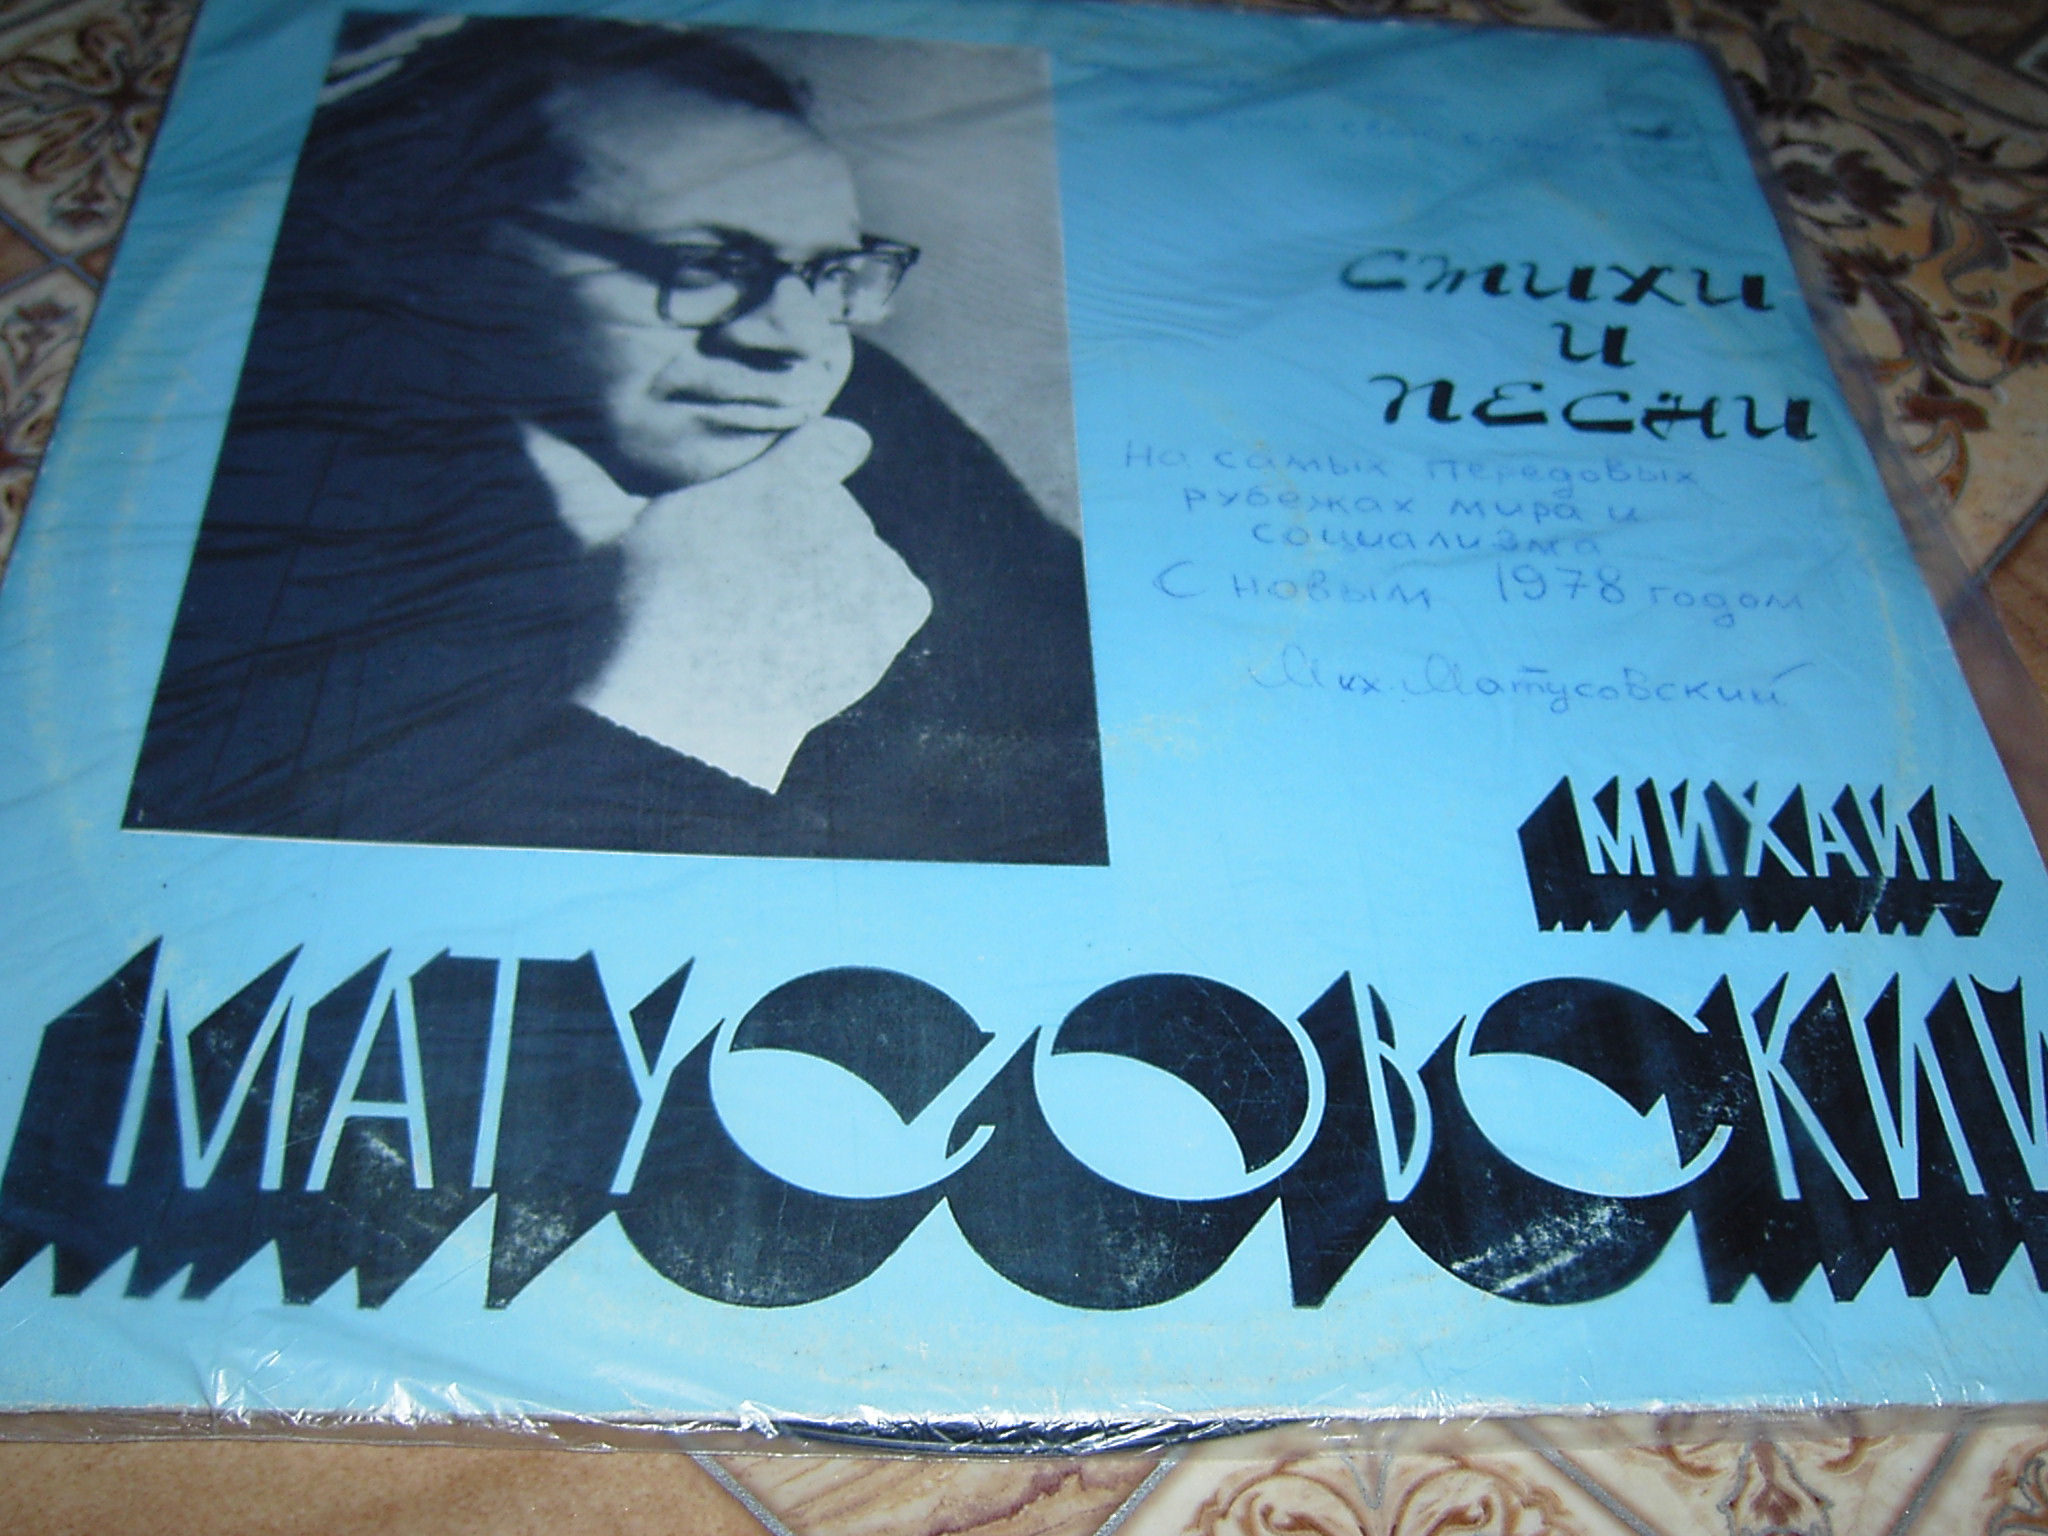 СТИХИ
И
ПЕСНИ
На самых передовых
рубежах мира и
социализма
С новым 1978 годом
Мих. Матусовский
МИХАИЛ
МАТУСОВСКИЙ